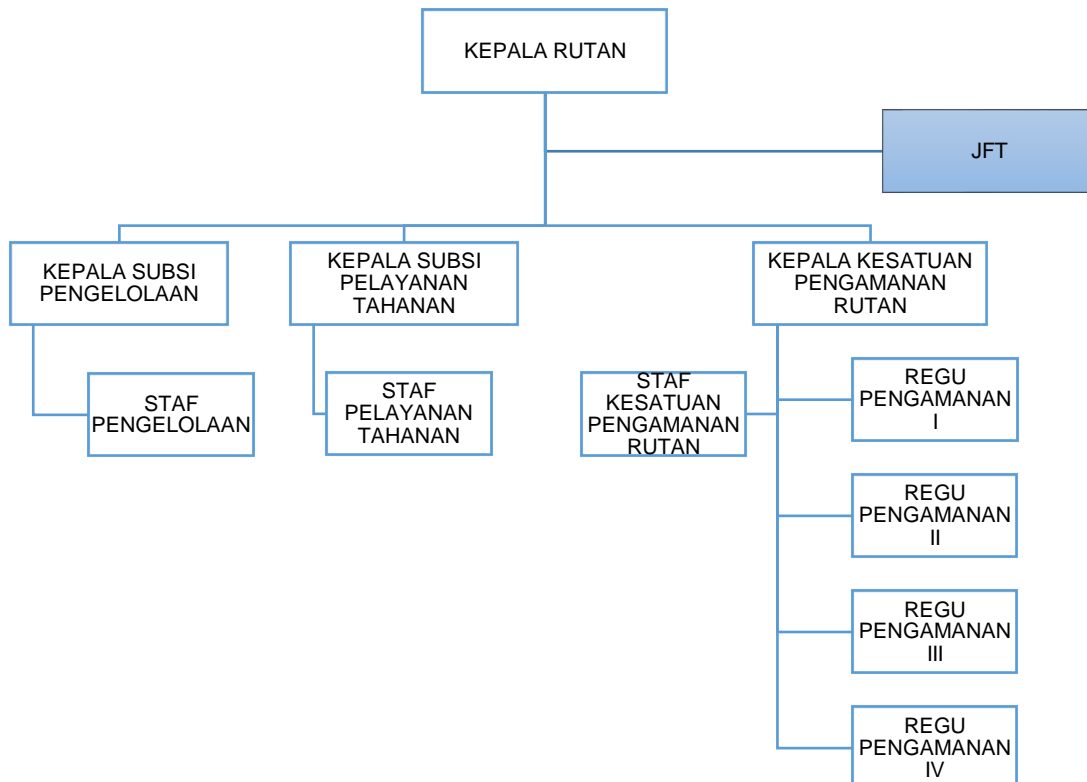 KEPALA RUTAN
JFT
KEPALA SUBSI
PENGELOLAAN
KEPALA SUBSI
PELAYANAN
TAHANAN
KEPALA KESATUAN
PENGAMANAN
RUTAN
STAF
PENGELOLAAN
STAF
PELAYANAN
TAHANAN
STAF
KESATUAN
PENGAMANAN
RUTAN
REGU
PENGAMANAN
I
REGU
PENGAMANAN
II
REGU
PENGAMANAN
III
REGU
PENGAMANAN
IV